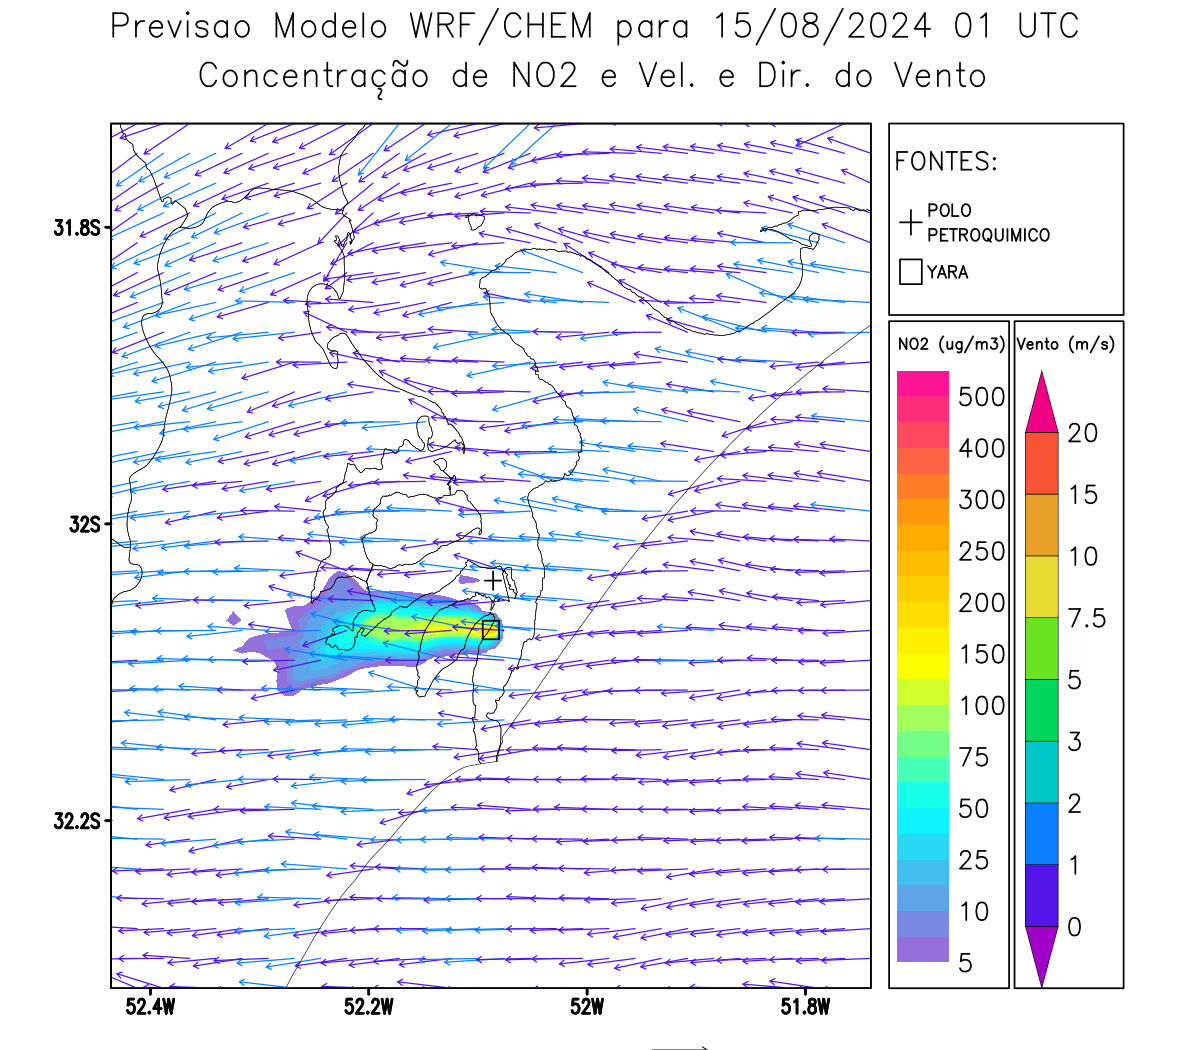 Previsao Modelo WRF/CHEM para 15/08/2024 01 UTC
Concentração de NO2 e Vel. e Dir. do Vento
FONTES:
POLO
PETROQUIMICO
YARA
NO2 (ug/m3)
500
400
300
250
200
150
100
75
50
25
10
5
Vento (m/s)
20
15
10
7.5
5
3
2
1
0
31.8S
32S
32.2S
52.4W 52.2W 52W 51.8W